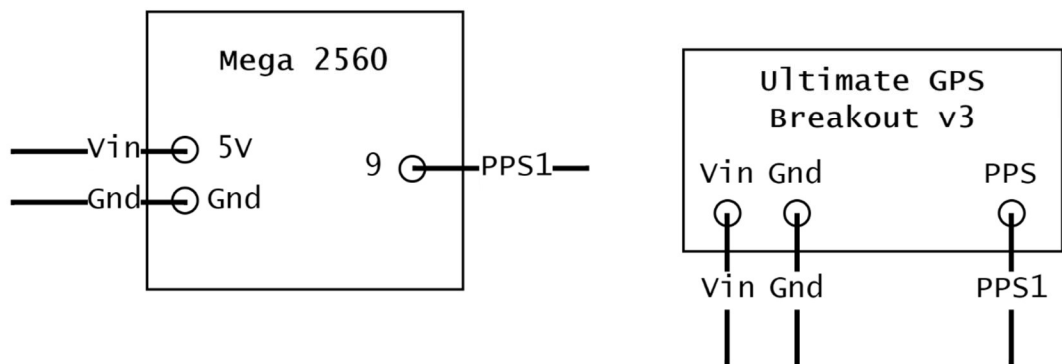 Mega 2560
Vin 5V
9 PPS1
Gnd Gnd
Ultimate GPS
Breakout v3
Vin Gnd PPS
Vin Gnd PPS1